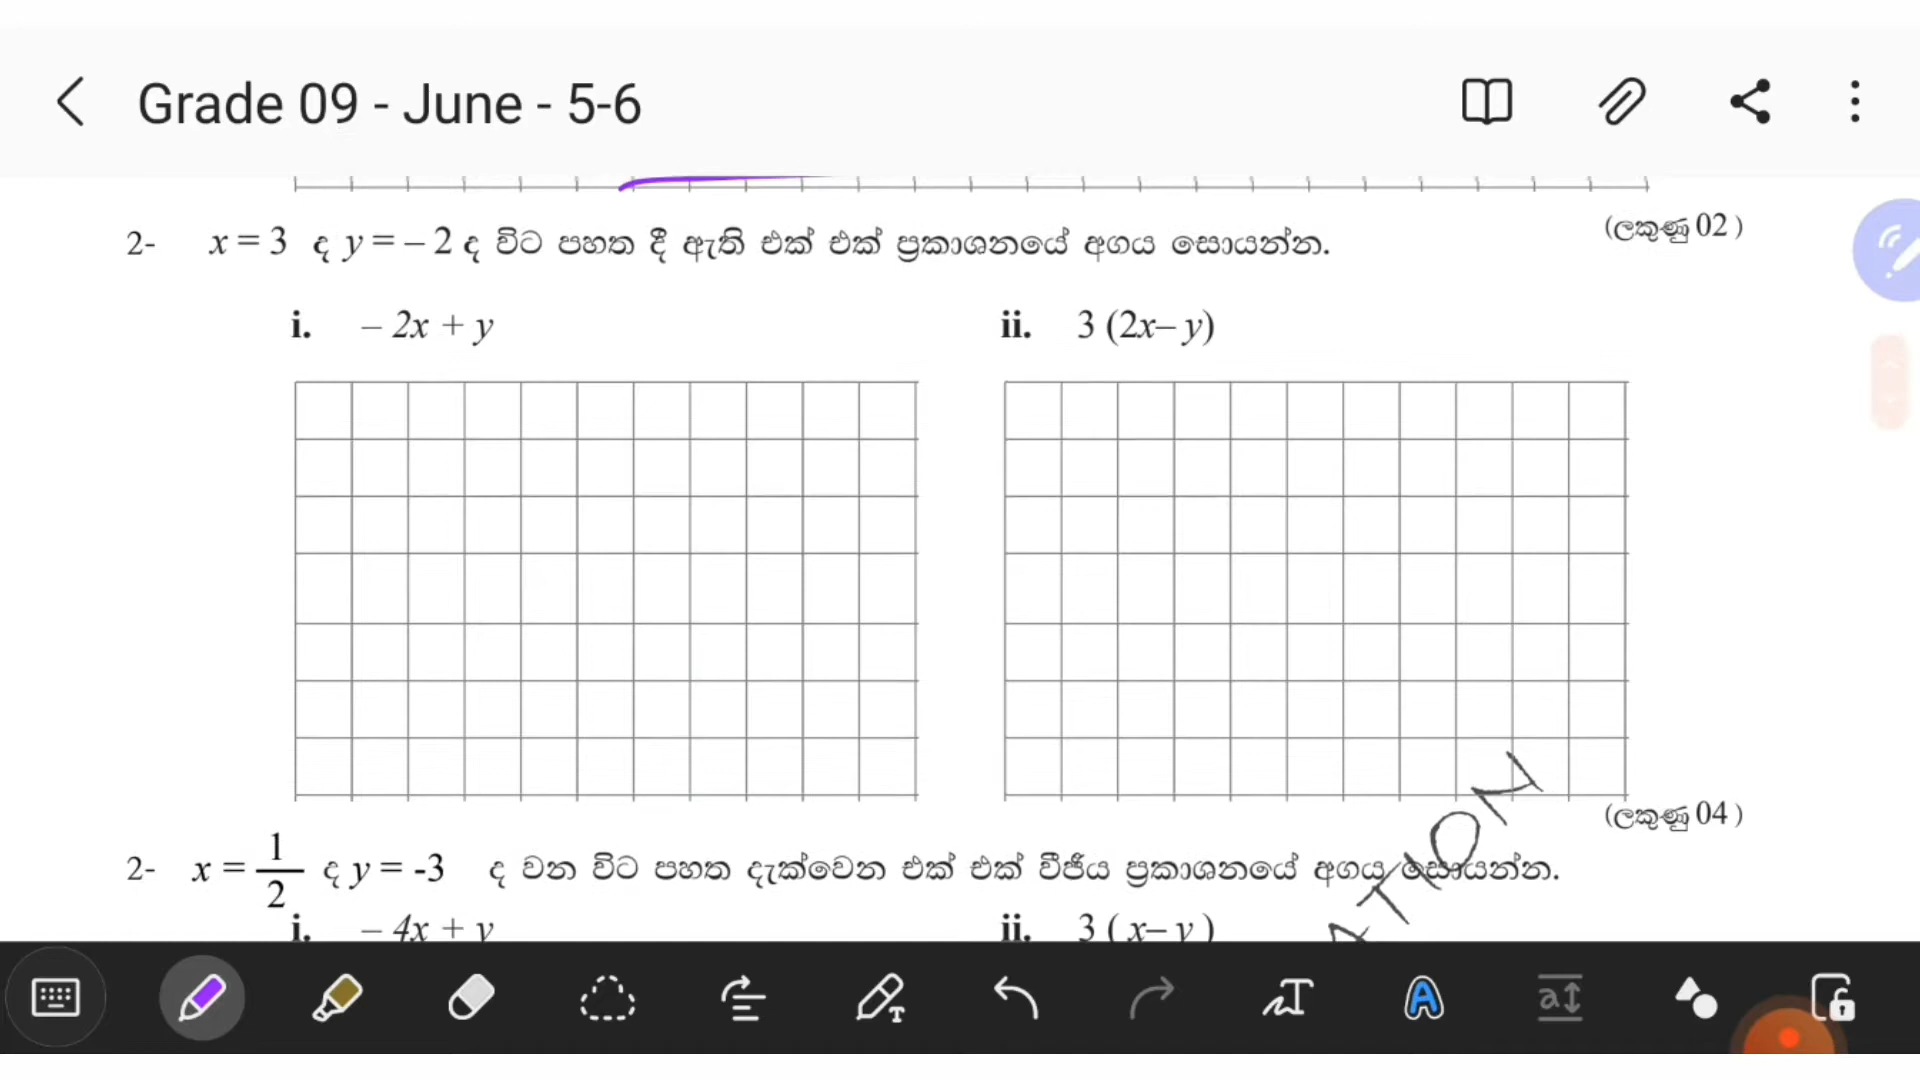 Grade 09 - June - 5-6
(ලකුණු 02 )
2- x = 3 ද y = – 2 ද විට පහත දී ඇති එක් එක් ප්‍රකාශනයේ අගය සොයන්න.
i. – 2x + y
ii. 3 (2x– y)
(ලකුණු 04 )
2- x = 1/2 ද y = -3 ද වන විට පහත දැක්වෙන එක් එක් වීජීය ප්‍රකාශනයේ අගය සොයන්න.
ATION
i. – 4x + y
ii. 3 ( x– y )